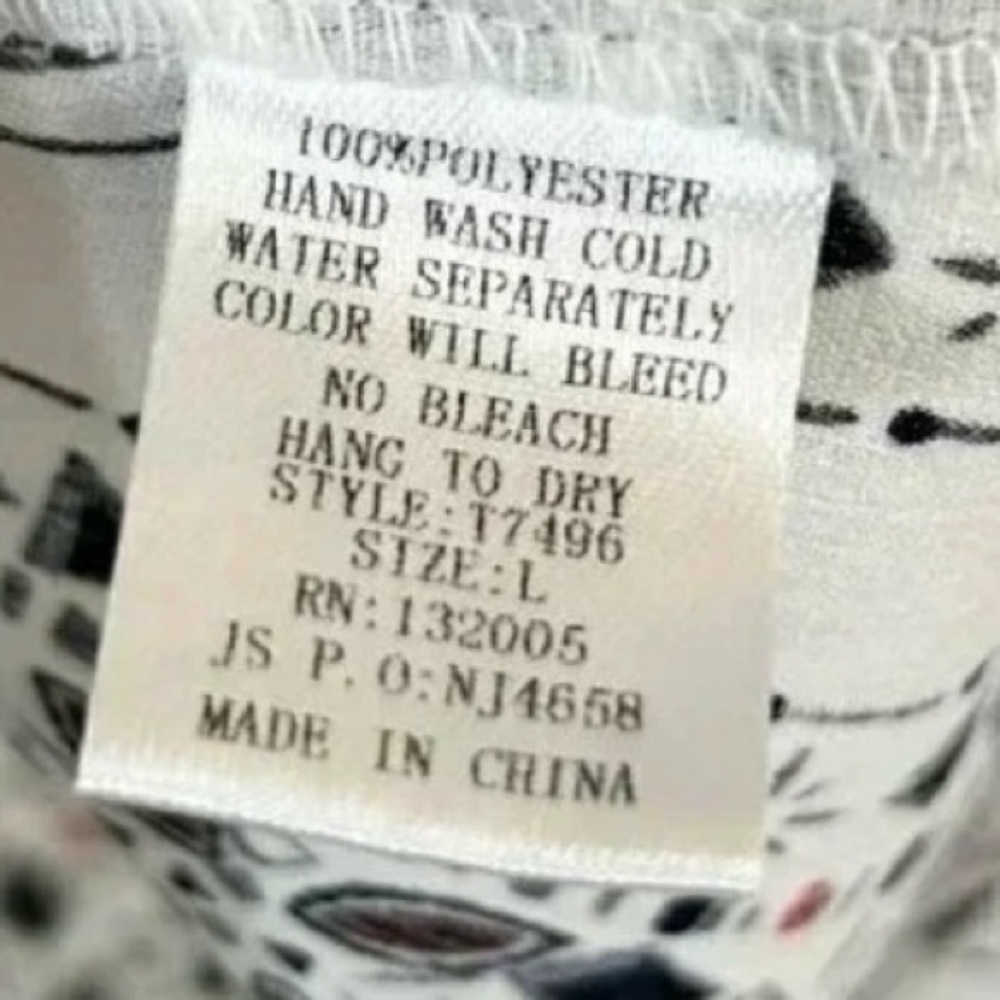 100%POLYESTER
HAND WASH COLD
WATER SEPARATELY
COLOR WILL BLEED
NO BLEACH
HANG TO DRY
STYLE:T7496
SIZE:L
RN:132005
JS P.O:NJ4658
MADE IN CHINA